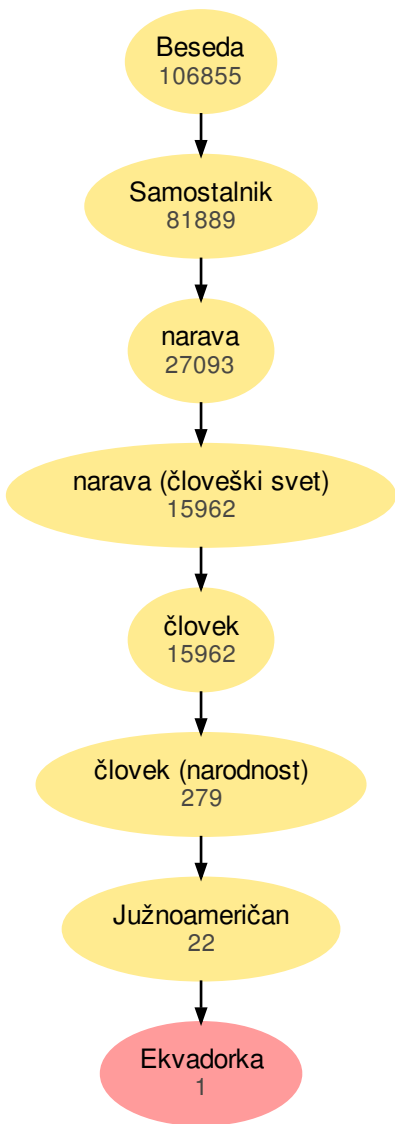 Beseda
106855
Samostalnik
81889
narava
27093
narava (človeški svet)
15962
človek
15962
človek (narodnost)
279
Južnoameričan
22
Ekvadorka
1